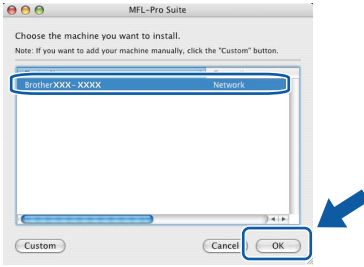 MFL-Pro Suite
Choose the machine you want to install.
Note: If you want to add your machine manually, click the "Custom" button.
BrotherXXX-XXXX Network
Custom Cancel OK